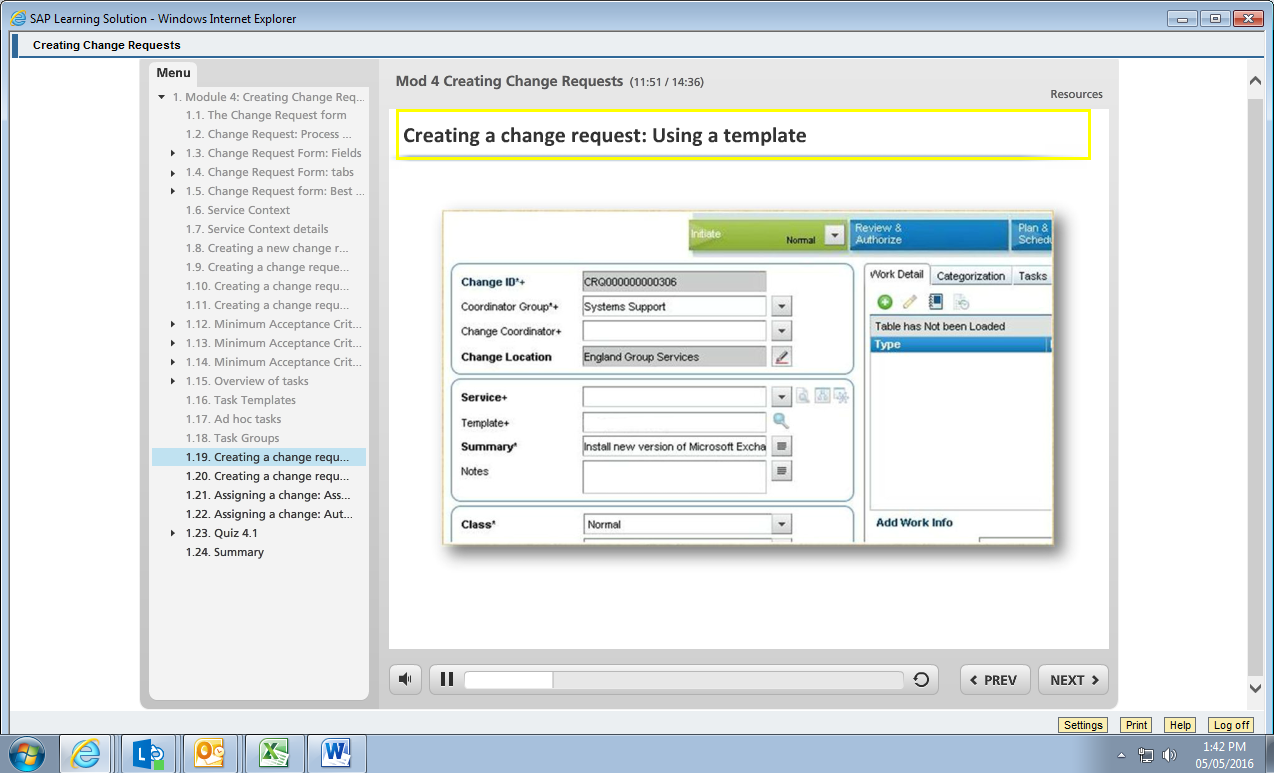 SAP Learning Solution - Windows Internet Explorer
Creating Change Requests
Menu
1. Module 4: Creating Change Req...
1.1. The Change Request form
1.2. Change Request: Process ...
1.3. Change Request Form: Fields
1.4. Change Request Form: tabs
1.5. Change Request form: Best ...
1.6. Service Context
1.7. Service Context details
1.8. Creating a new change r...
1.9. Creating a change reque...
1.10. Creating a change requ...
1.11. Creating a change requ...
1.12. Minimum Acceptance Crit...
1.13. Minimum Acceptance Crit...
1.14. Minimum Acceptance Crit...
1.15. Overview of tasks
1.16. Task Templates
1.17. Ad hoc tasks
1.18. Task Groups
1.19. Creating a change requ...
1.20. Creating a change requ...
1.21. Assigning a change: Ass...
1.22. Assigning a change: Aut...
1.23. Quiz 4.1
1.24. Summary
Mod 4 Creating Change Requests (11:51 / 14:36)
Resources
Creating a change request: Using a template
Initiate
Normal
Review &
Authorize
Plan &
Schedu
Change ID*+ CRQ000000000306
Coordinator Group*+ Systems Support
Change Coordinator+
Change Location England Group Services
Service+
Template+
Summary* Install new version of Microsoft Excha
Notes
Class* Normal
Work Detail Categorization Tasks
Table has Not been Loaded
Type
Add Work Info
PREV NEXT
Settings Print Help Log off
1:42 PM
05/05/2016